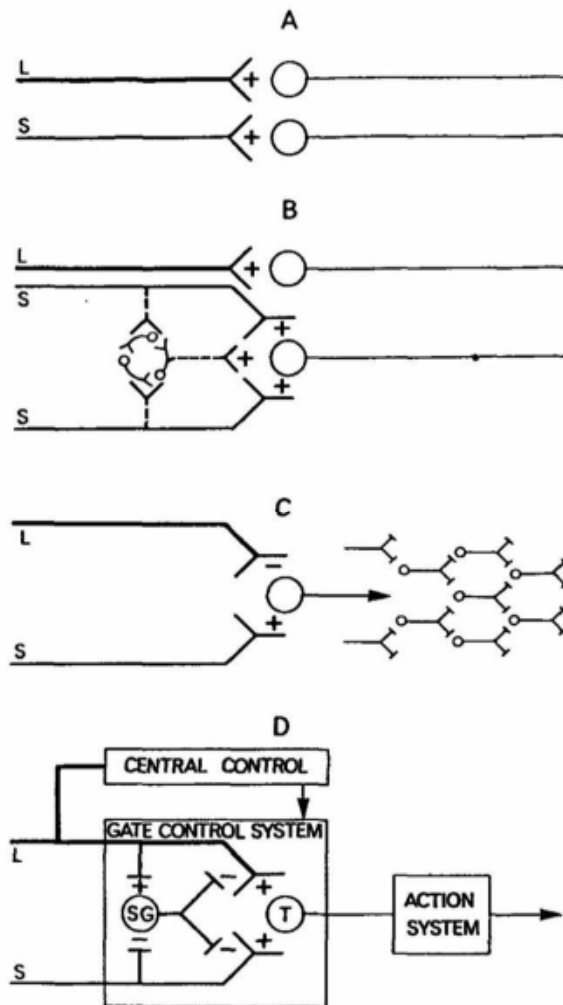 A
L +
S +
B
L +
S
+
+
+
S
C
L
−
+
S
D
CENTRAL CONTROL
GATE CONTROL SYSTEM
L
+ − +
SG T ACTION SYSTEM
− − +
S